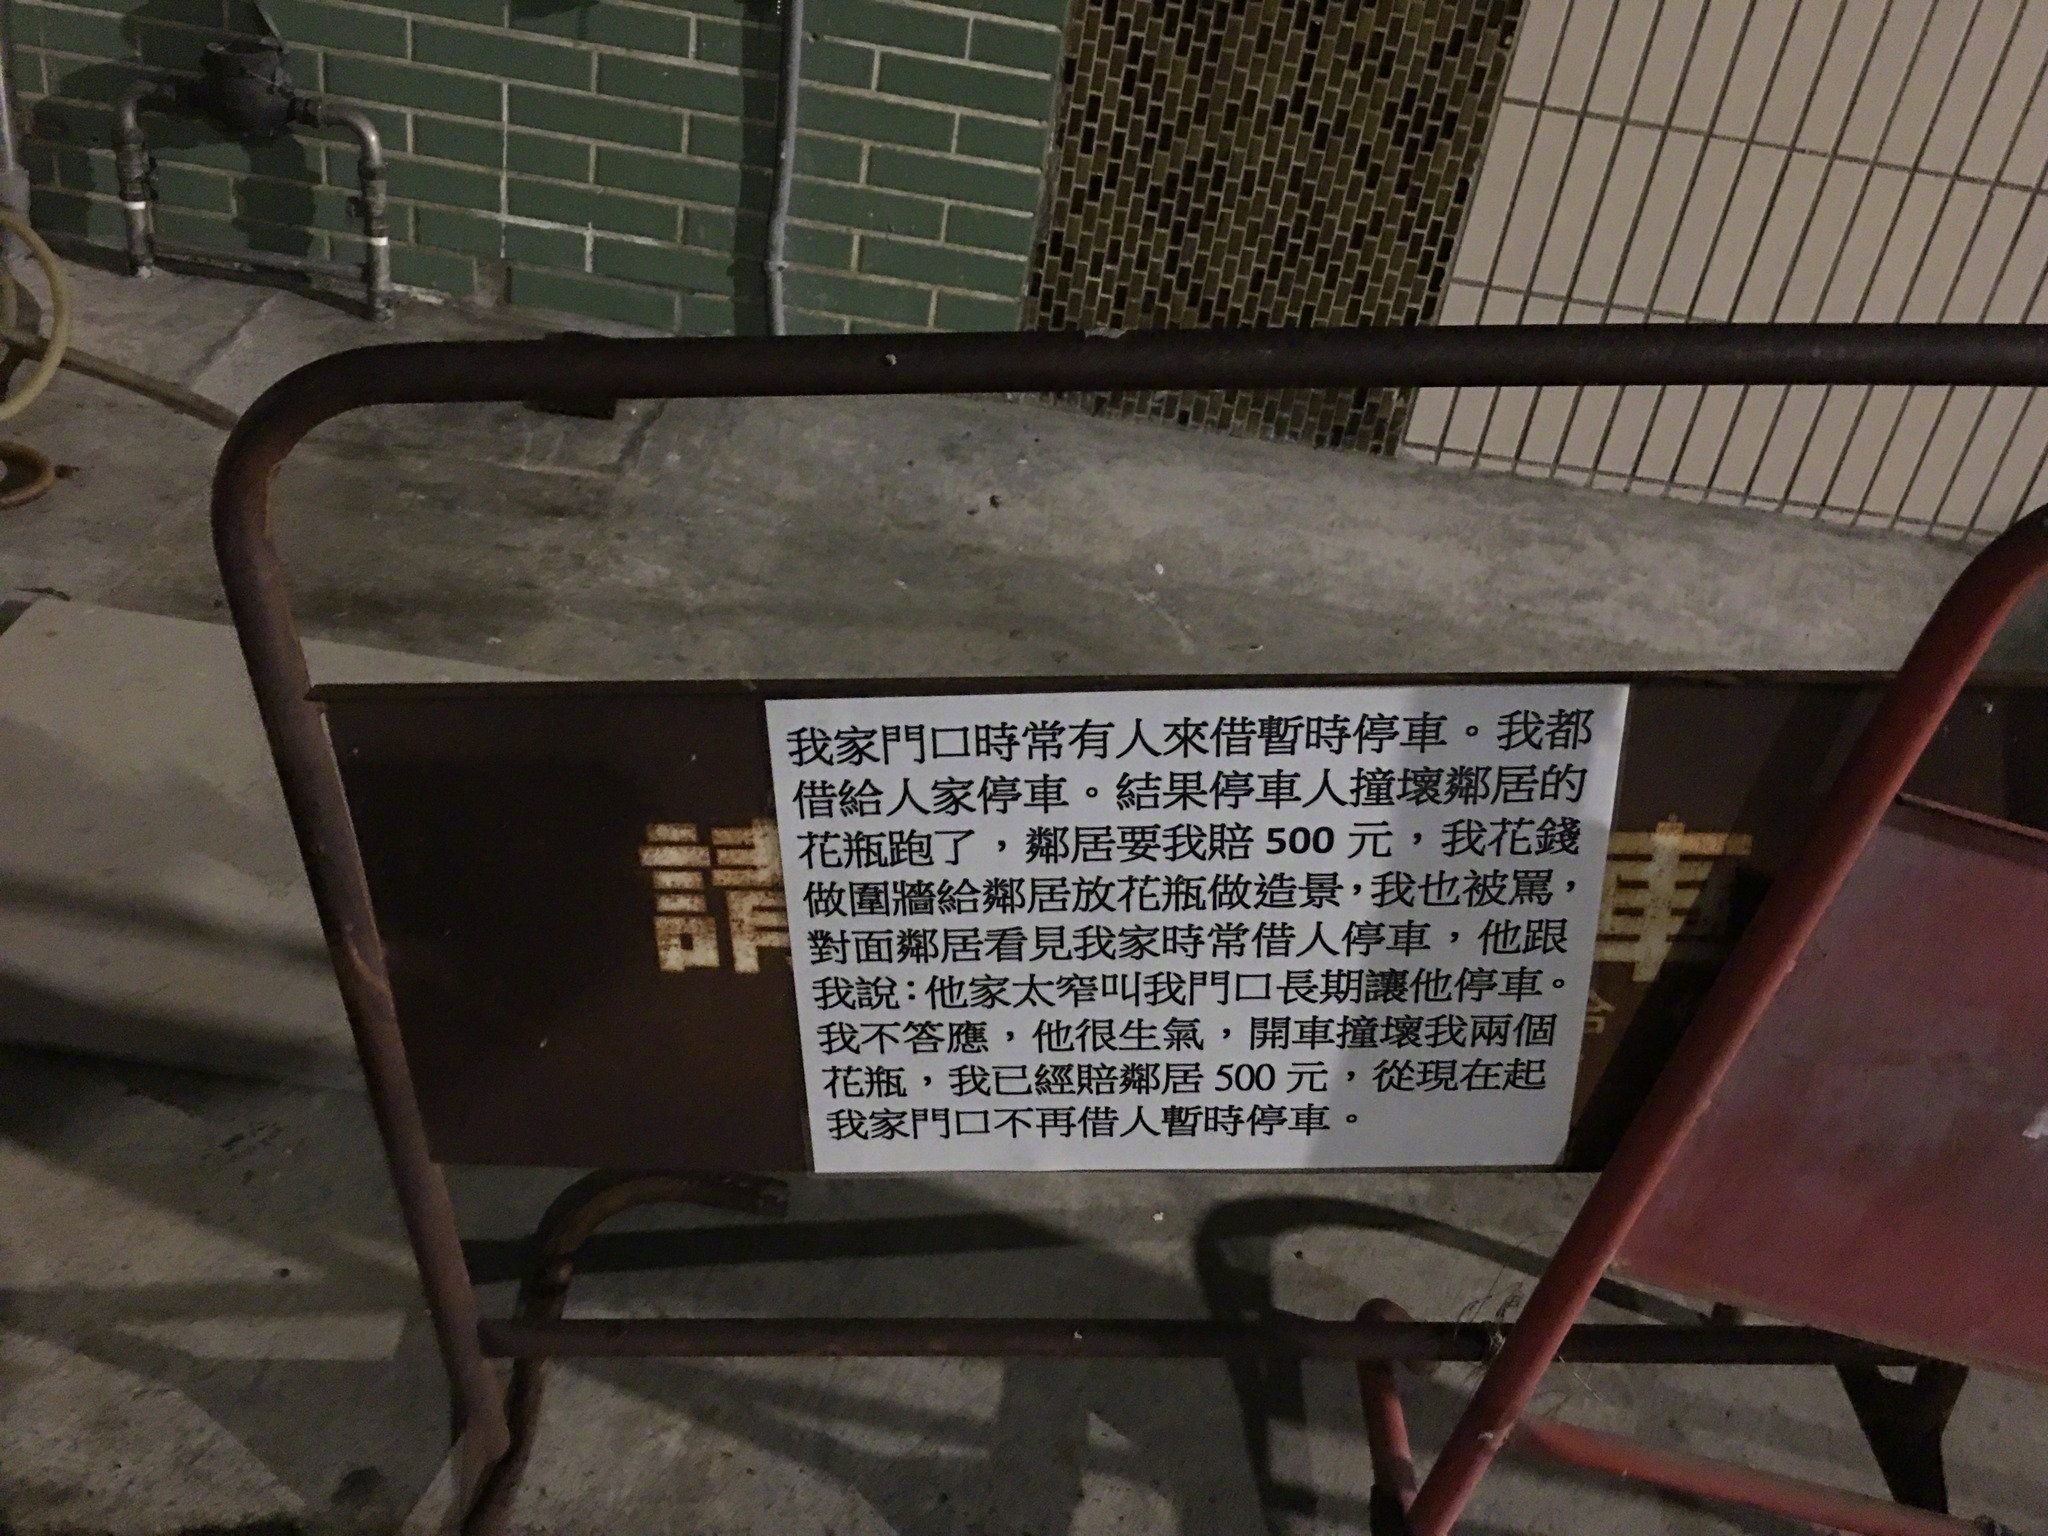 我家門口時常有人來借暫時停車。我都
借給人家停車。結果停車人撞壞鄰居的
花瓶跑了，鄰居要我賠 500 元，我花錢
做圍牆給鄰居放花瓶做造景，我也被罵，
對面鄰居看見我家時常借人停車，他跟
我說：他家太窄叫我門口長期讓他停車。
我不答應，他很生氣，開車撞壞我兩個
花瓶，我已經賠鄰居 500 元，從現在起
我家門口不再借人暫時停車。
請
車